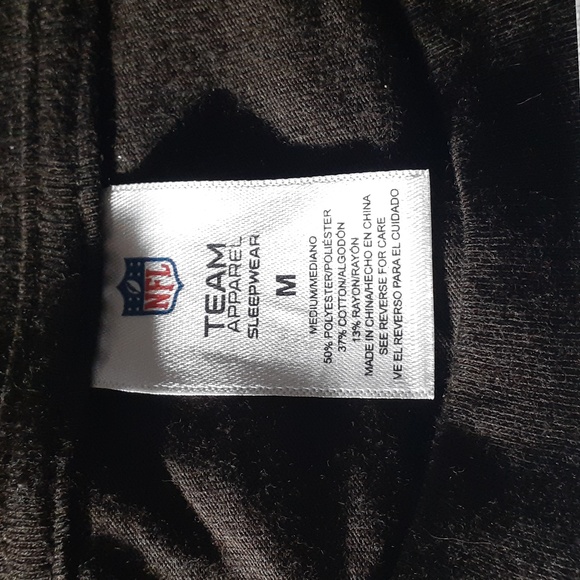 NFL
TEAM
APPAREL
SLEEPWEAR
M
MEDIUM/MEDIANO
50% POLYESTER/POLIÉSTER
37% COTTON/ALGODÓN
13% RAYON/RAYÓN
MADE IN CHINA/HECHO EN CHINA
SEE REVERSE FOR CARE
VE EL REVERSO PARA EL CUIDADO